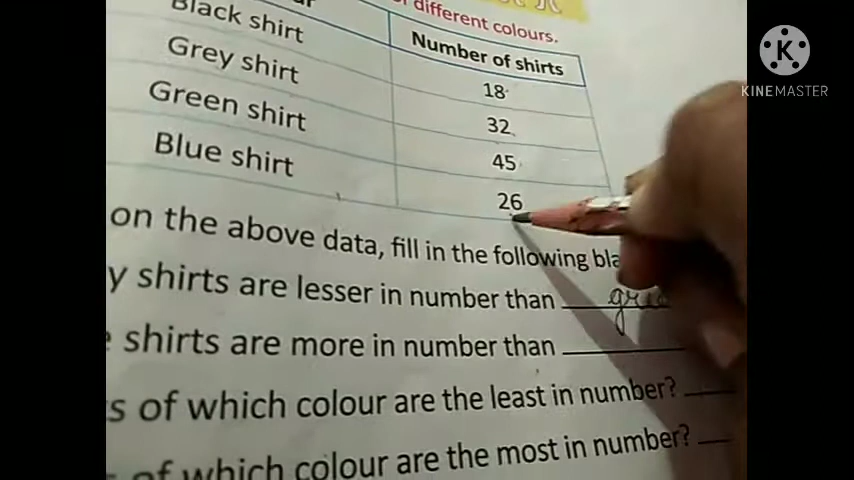 of different colours.
Number of shirts
Black shirt 18
Grey shirt 32
Green shirt 45
Blue shirt 26
on the above data, fill in the following bla
y shirts are lesser in number than
shirts are more in number than
s of which colour are the least in number?
of which colour are the most in number?
KINEMASTER